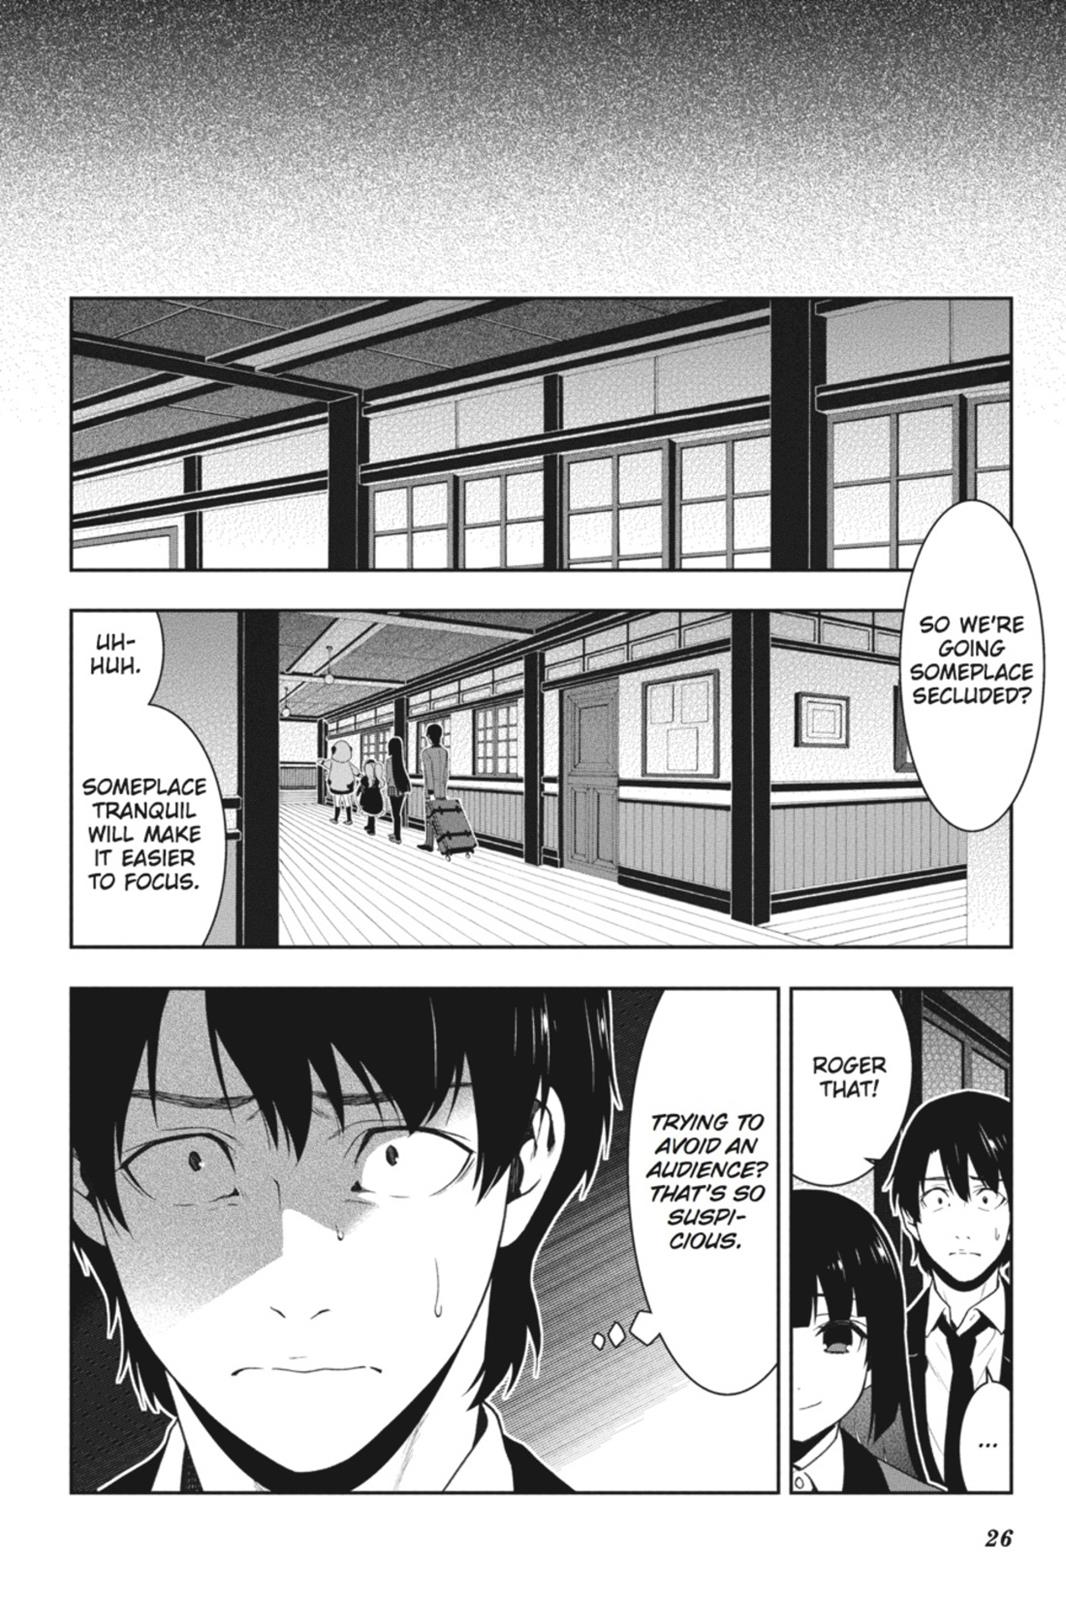 SO WE'RE
GOING
SOMEPLACE
SECLUDED?
UH-
HUH.
SOMEPLACE
TRANQUIL
WILL MAKE
IT EASIER
TO FOCUS.
ROGER
THAT!
...
TRYING TO
AVOID AN
AUDIENCE?
THAT'S SO
SUSPI-
CIOUS.
26